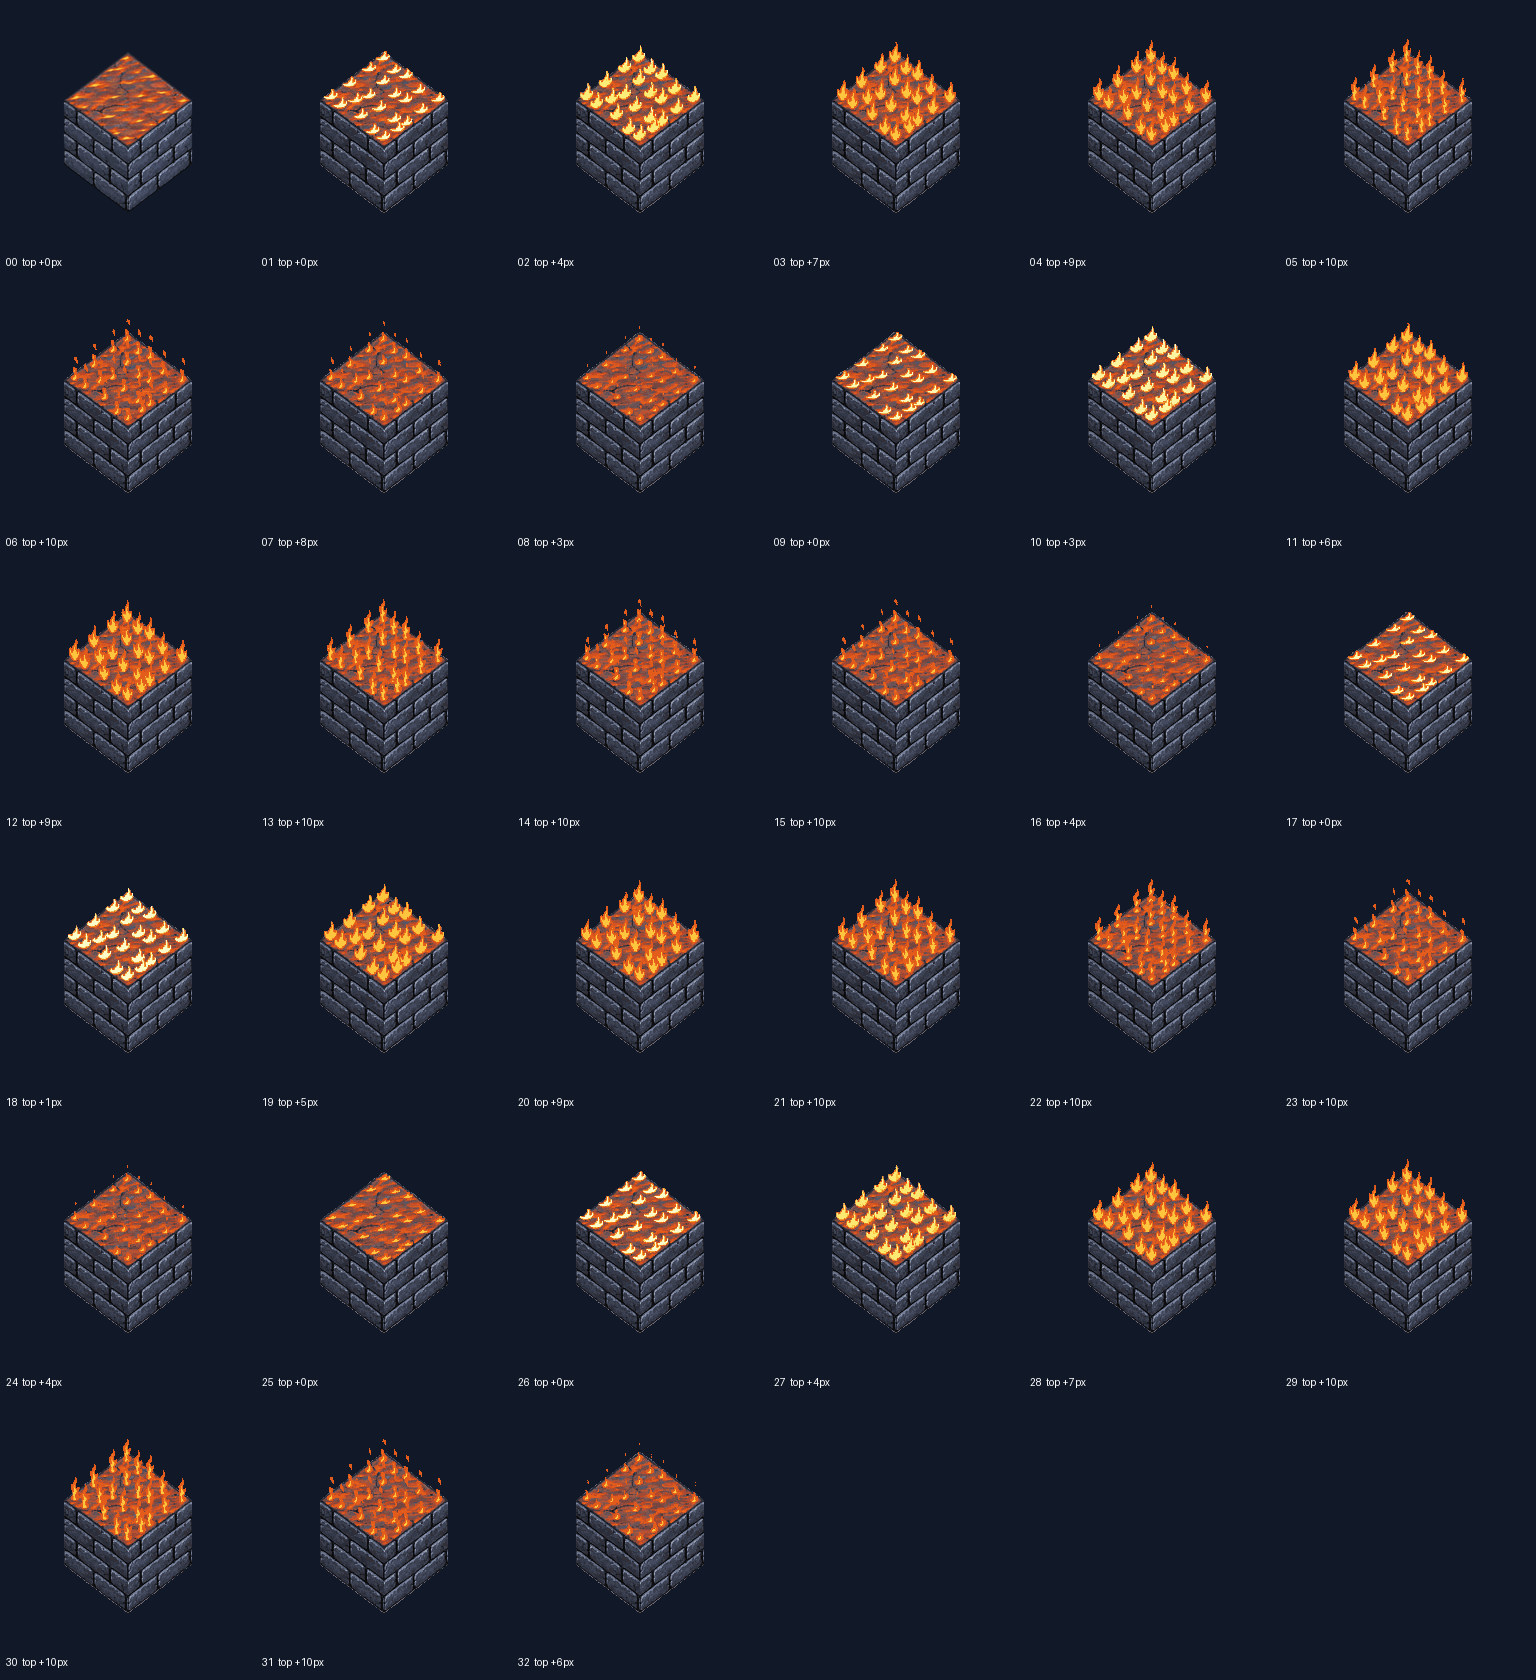 00 top +0px
01 top +0px
02 top +4px
03 top +7px
04 top +9px
05 top +10px
06 top +10px
07 top +8px
08 top +3px
09 top +0px
10 top +3px
11 top +6px
12 top +9px
13 top +10px
14 top +10px
15 top +10px
16 top +4px
17 top +0px
18 top +1px
19 top +5px
20 top +9px
21 top +10px
22 top +10px
23 top +10px
24 top +4px
25 top +0px
26 top +0px
27 top +4px
28 top +7px
29 top +10px
30 top +10px
31 top +10px
32 top +6px